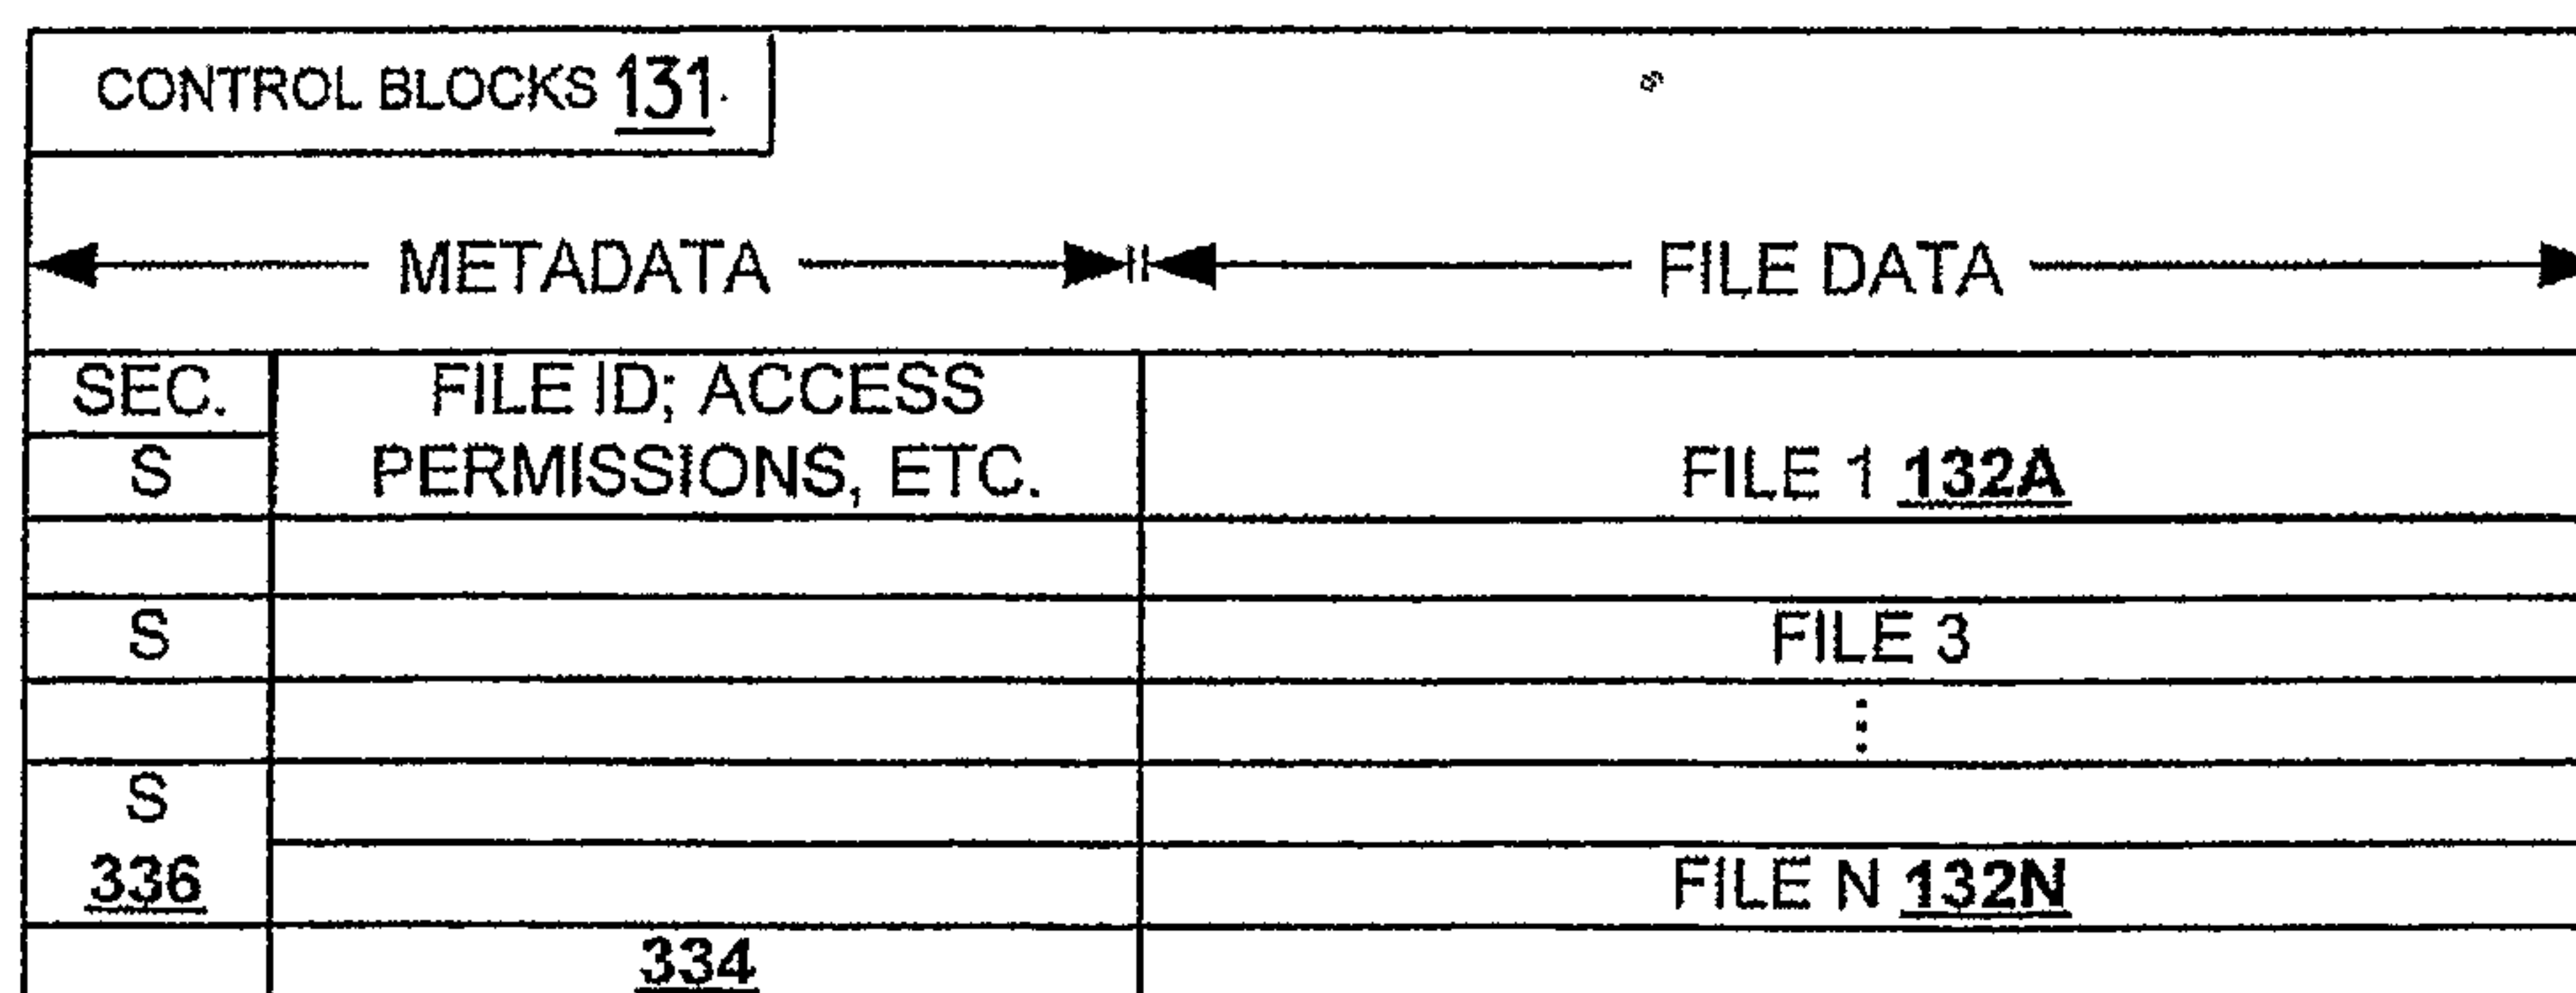 CONTROL BLOCKS 131
METADATA FILE DATA
SEC. FILE ID; ACCESS
S PERMISSIONS, ETC. FILE 1 132A
S FILE 3
⋮
S
336 FILE N 132N
334